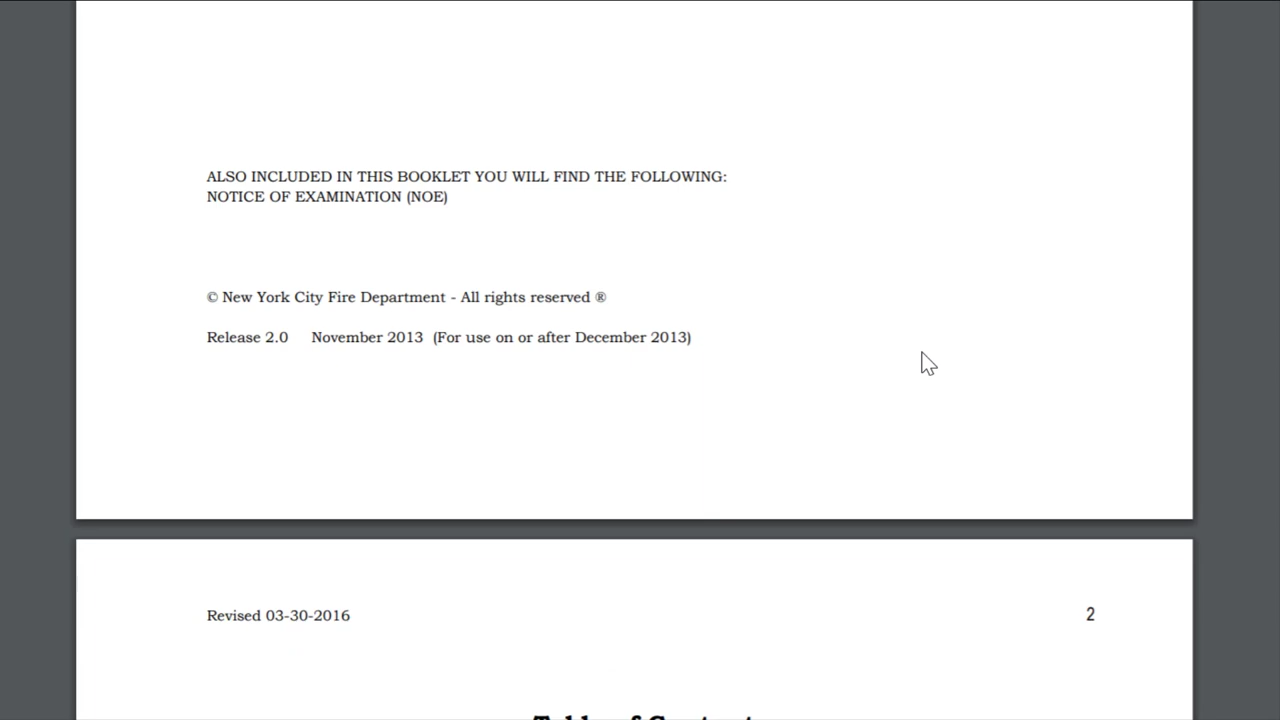 ALSO INCLUDED IN THIS BOOKLET YOU WILL FIND THE FOLLOWING:
NOTICE OF EXAMINATION (NOE)
© New York City Fire Department - All rights reserved ®
Release 2.0 November 2013 (For use on or after December 2013)
Revised 03-30-2016 2